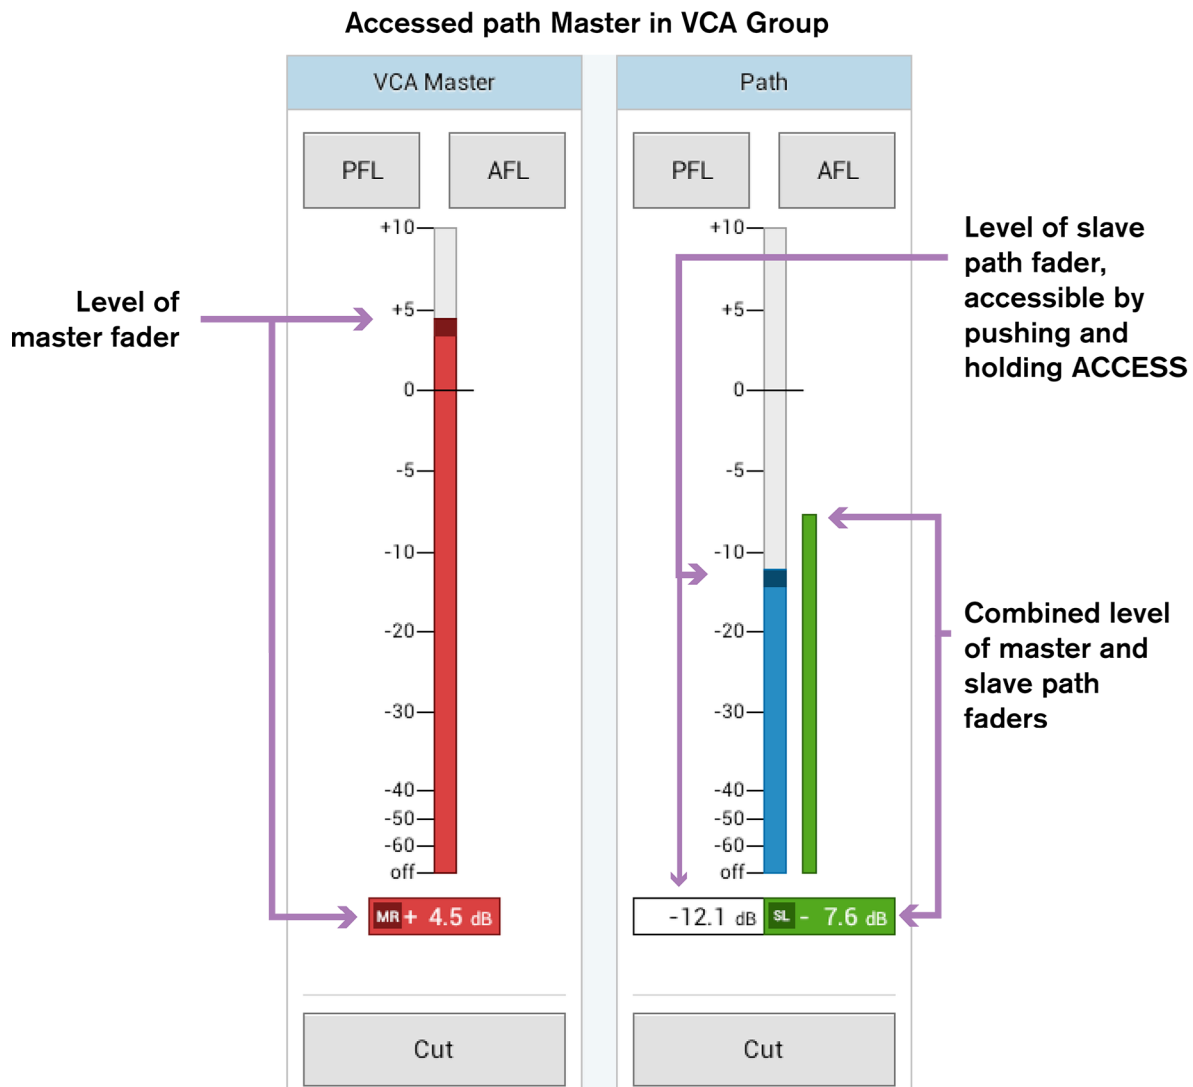 Accessed path Master in VCA Group
VCA Master
PFL
AFL
+10
+5
0
-5
-10
-20
-30
-40
-50
-60
off
MR + 4.5 dB
Cut
Level of
master fader
Path
PFL
AFL
+10
+5
0
-5
-10
-20
-30
-40
-50
-60
off
-12.1 dB
SL - 7.6 dB
Cut
Level of slave
path fader,
accessible by
pushing and
holding ACCESS
Combined level
of master and
slave path
faders